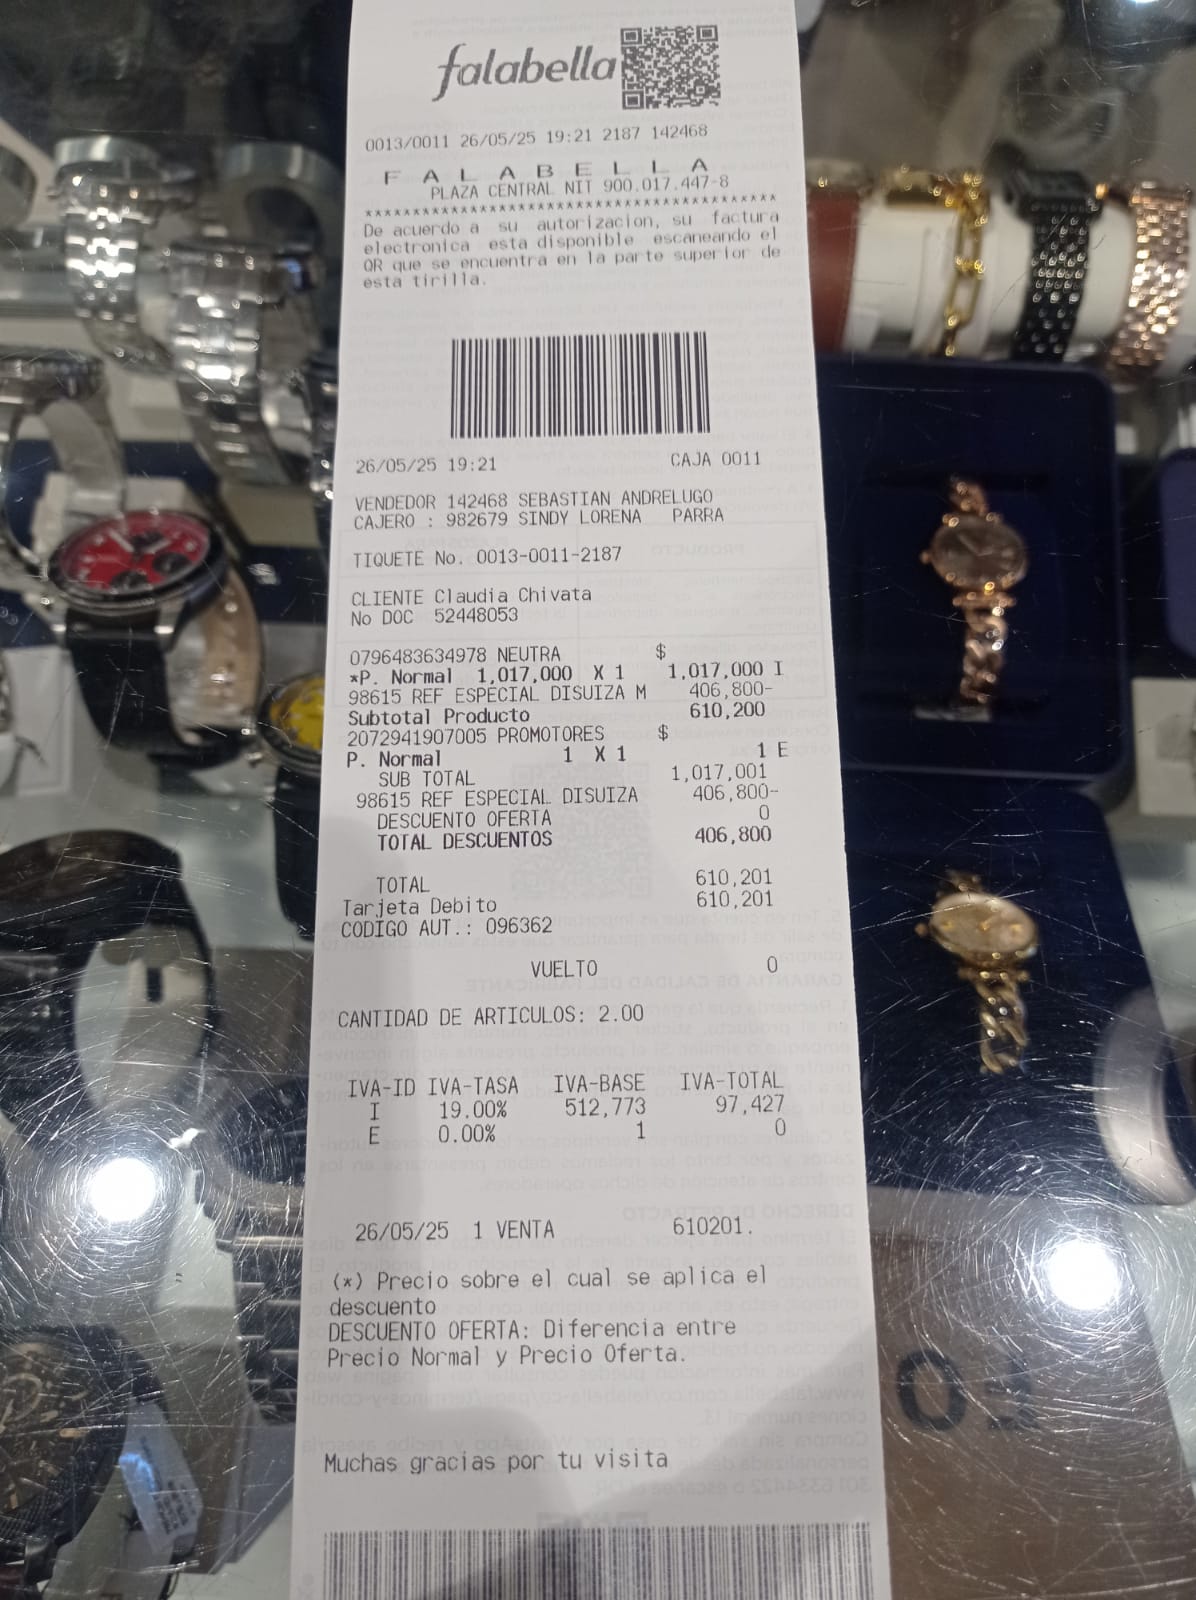 falabella
0013/0011 26/05/25 19:21 2187 142468
F A L A B E L L A
PLAZA CENTRAL NIT 900.017.447-8
****************************************************
De acuerdo a su autorizacion, su factura
electronica esta disponible escaneando el
QR que se encuentra en la parte superior de
esta tirilla.
26/05/25 19:21 CAJA 0011
VENDEDOR 142468 SEBASTIAN ANDRELUGO
CAJERO : 982679 SINDY LORENA PARRA
TIQUETE No. 0013-0011-2187
CLIENTE Claudia Chivata
No DOC 52448053
0796483634978 NEUTRA $
*P. Normal 1,017,000 X 1 1,017,000 I
98615 REF ESPECIAL DISUIZA M 406,800-
Subtotal Producto 610,200
2072941907005 PROMOTORES $
P. Normal 1 X 1 1 E
SUB TOTAL 1,017,001
98615 REF ESPECIAL DISUIZA 406,800-
DESCUENTO OFERTA 0
TOTAL DESCUENTOS 406,800
TOTAL 610,201
Tarjeta Debito 610,201
CODIGO AUT.: 096362
VUELTO 0
CANTIDAD DE ARTICULOS: 2.00
IVA-ID IVA-TASA IVA-BASE IVA-TOTAL
I 19.00% 512,773 97,427
E 0.00% 1 0
26/05/25 1 VENTA 610201.
(*) Precio sobre el cual se aplica el
descuento
DESCUENTO OFERTA: Diferencia entre
Precio Normal y Precio Oferta.
Muchas gracias por tu visita